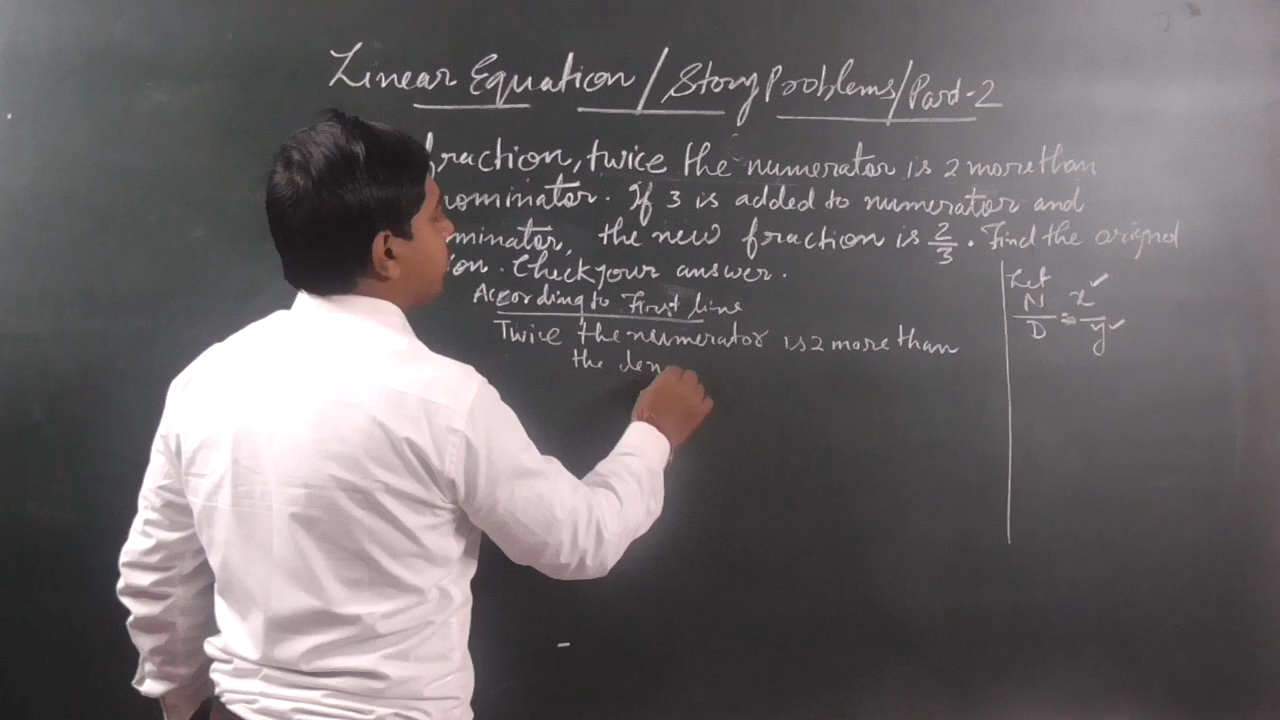 Linear Equation / Story Problems / Part-2
fraction, twice the numerator is 2 more than
nominator. If 3 is added to numerator and
minator, the new fraction is 2/3. Find the
ion. Check your answer.
According to First line
Twice the numerator is 2 more than
the den
Let
N/D = x/y